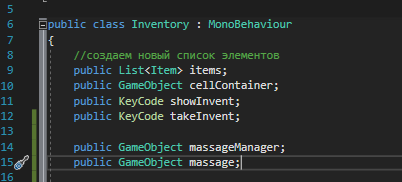 5
6 public class Inventory : MonoBehaviour
7 {
8 //создаем новый список элементов
9 public List<Item> items;
10 public GameObject cellContainer;
11 public KeyCode showInvent;
12 public KeyCode takeInvent;
13
14 public GameObject massageManager;
15 public GameObject massage;
16